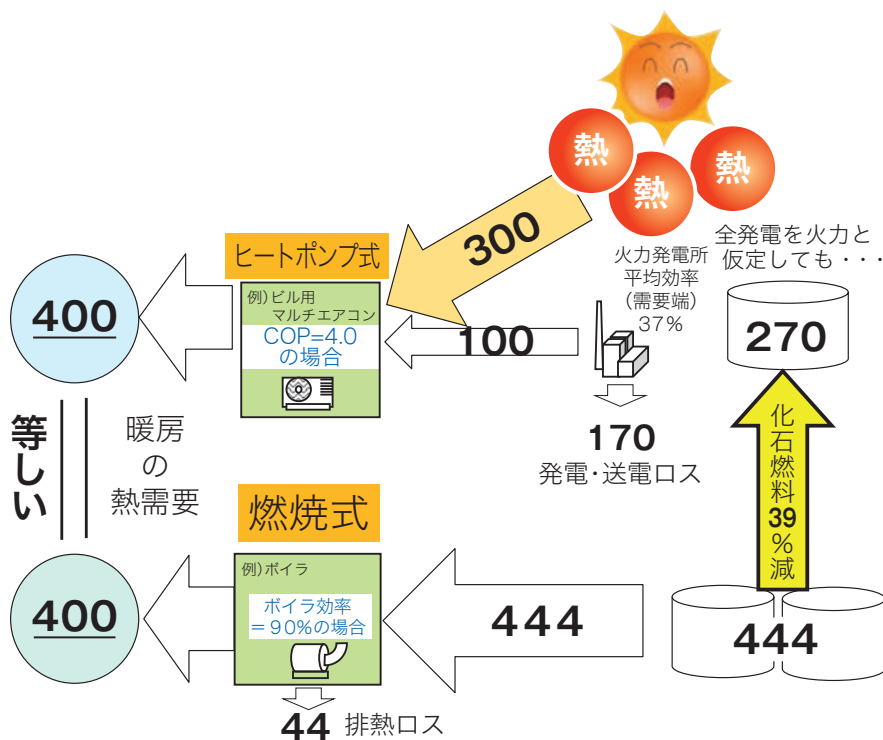 熱
熱
熱
全発電を火力と
仮定しても・・・
火力発電所
平均効率
(需要端)
37%
300
ヒートポンプ式
例)ビル用
マルチエアコン
COP=4.0
の場合
400
100
270
170
発電・送電ロス
等しい
暖房
の
熱需要
化石燃料39%減
燃焼式
例)ボイラ
ボイラ効率
=90%の場合
400
444
444
44 排熱ロス